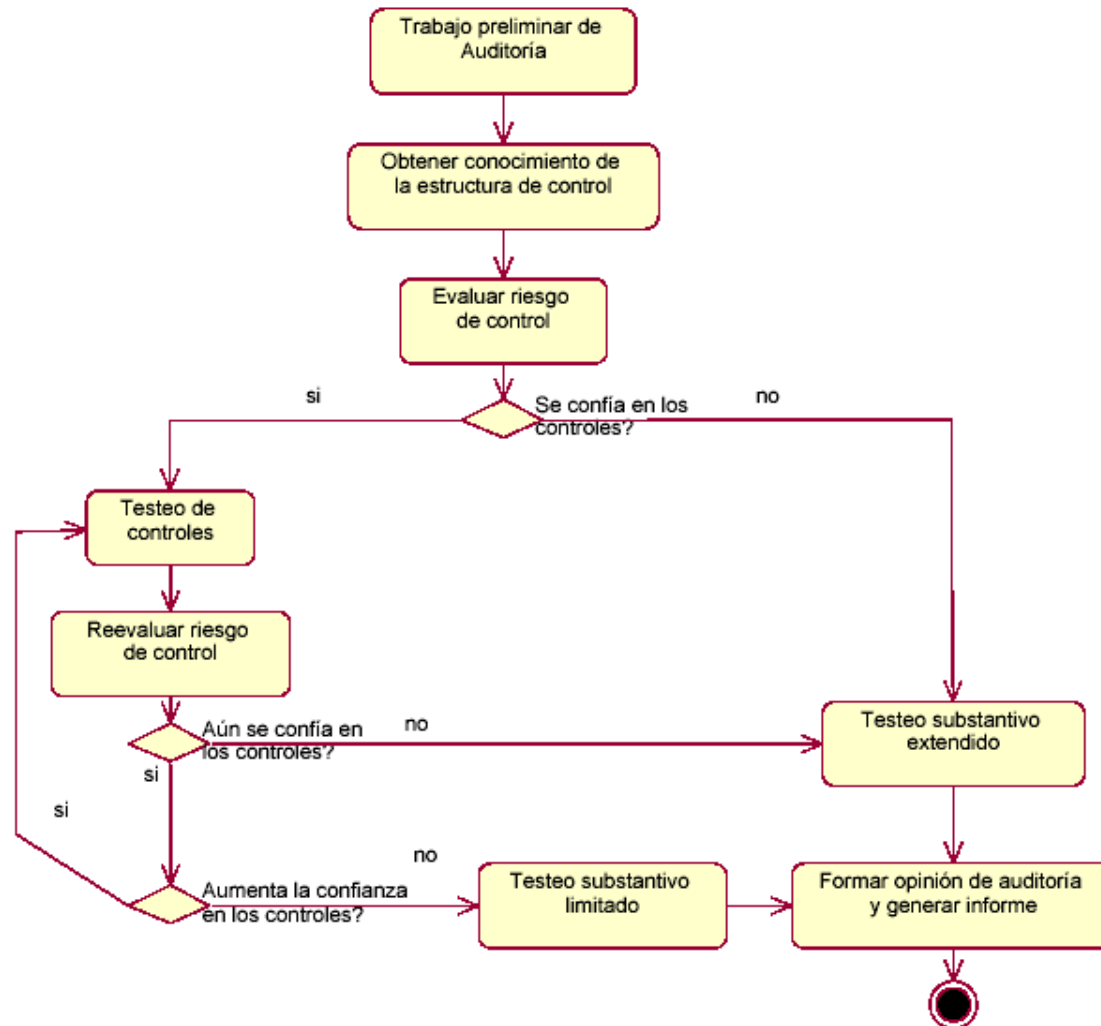 Trabajo preliminar de
Auditoría
Obtener conocimiento de
la estructura de control
Evaluar riesgo
de control
si
Se confía en los
controles?
no
Testeo de
controles
Reevaluar riesgo
de control
Aún se confía en
los controles?
no
Testeo substantivo
extendido
si
si
Aumenta la confianza
en los controles?
no
Testeo substantivo
limitado
Formar opinión de auditoría
y generar informe